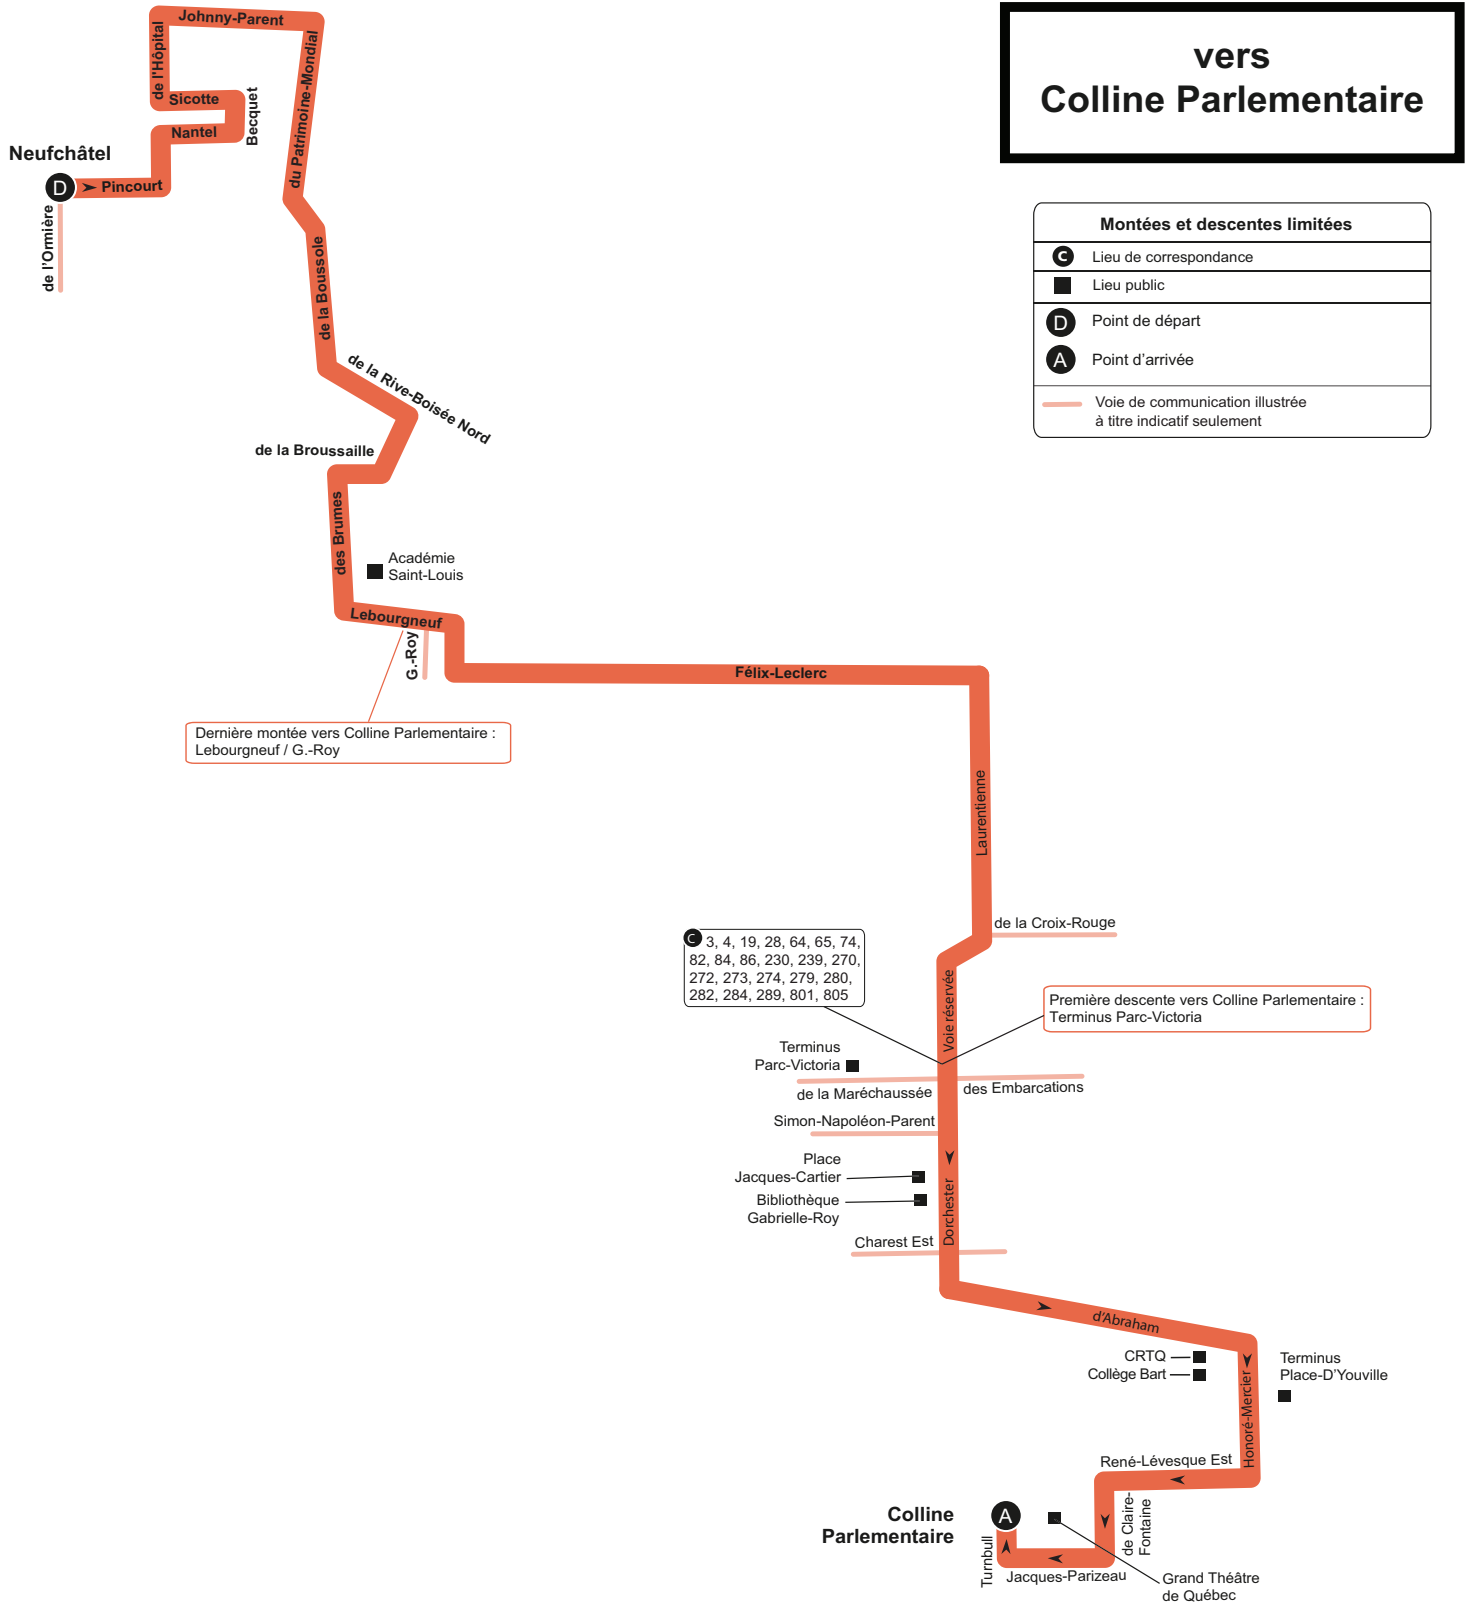 vers
Colline Parlementaire
Montées et descentes limitées
C Lieu de correspondance
Lieu public
D Point de départ
A Point d'arrivée
Voie de communication illustrée
à titre indicatif seulement
Johnny-Parent
de l'Hôpital
du Patrimoine-Mondial
Sicotte
Becquet
Nantel
Neufchâtel
D
Pincourt
de l'Ormière
de la Boussole
de la Rive-Boisée Nord
de la Broussaille
des Brumes
Académie
Saint-Louis
Lebourgneuf
G.-Roy
Félix-Leclerc
Dernière montée vers Colline Parlementaire :
Lebourgneuf / G.-Roy
Laurentienne
de la Croix-Rouge
C 3, 4, 19, 28, 64, 65, 74,
82, 84, 86, 230, 239, 270,
272, 273, 274, 279, 280,
282, 284, 289, 801, 805
Voie réservée
Première descente vers Colline Parlementaire :
Terminus Parc-Victoria
Terminus
Parc-Victoria
de la Maréchaussée
des Embarcations
Simon-Napoléon-Parent
Place
Jacques-Cartier
Bibliothèque
Gabrielle-Roy
Dorchester
Charest Est
d'Abraham
CRTQ
Collège Bart
Terminus
Place-D'Youville
Honoré-Mercier
René-Lévesque Est
de Claire-
Fontaine
Colline
Parlementaire
A
Turnbull
Jacques-Parizeau
Grand Théâtre
de Québec